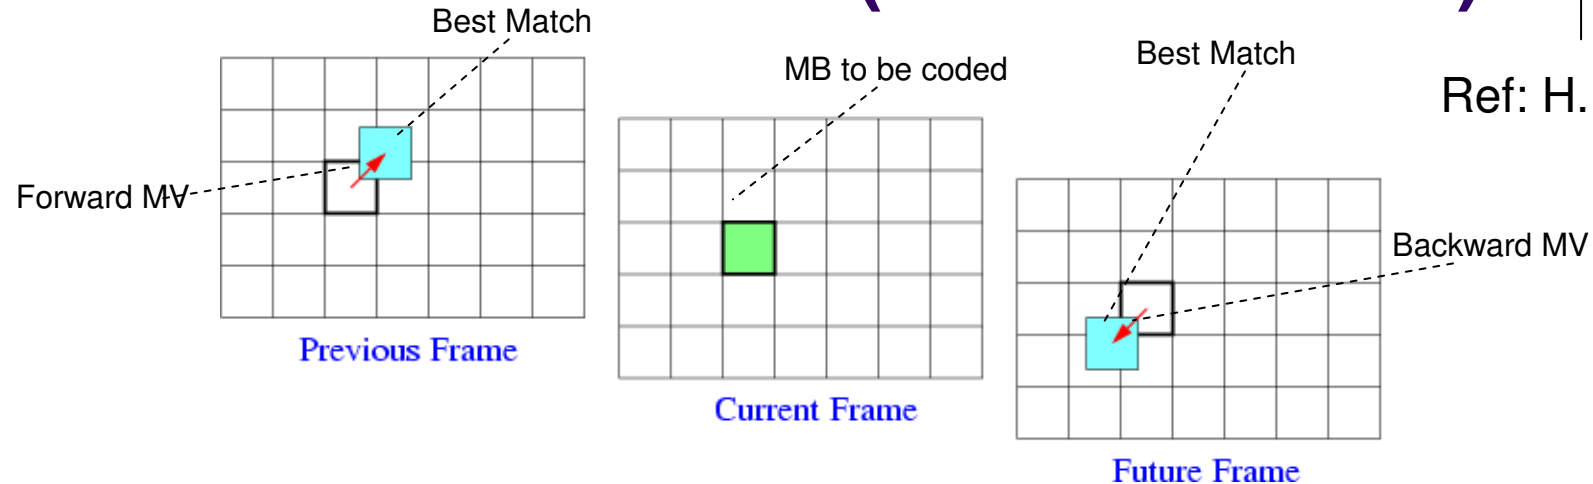 Best Match
MB to be coded
Best Match
Ref: H.
Forward MV
Backward MV
Previous Frame
Current Frame
Future Frame